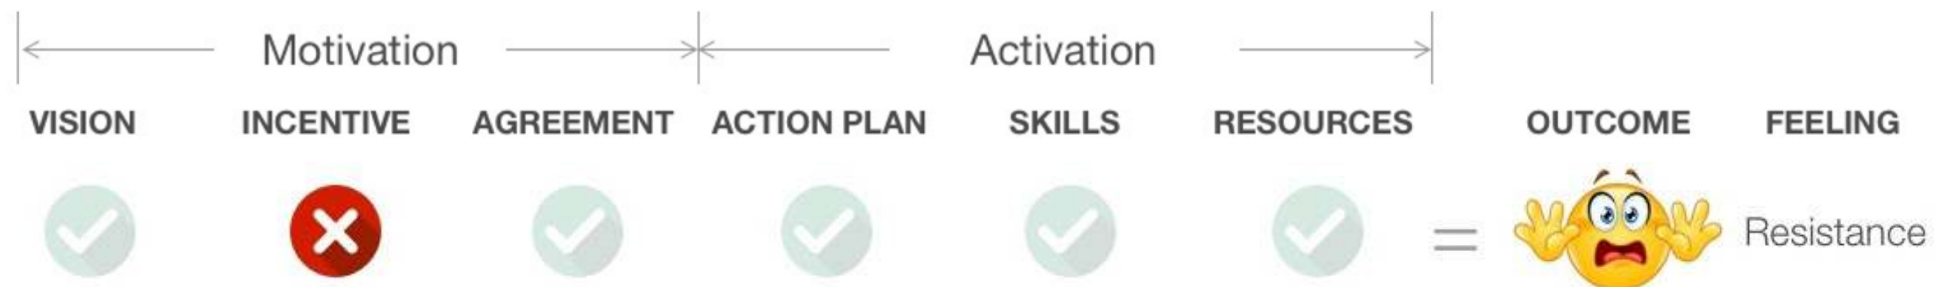 Motivation Activation
VISION INCENTIVE AGREEMENT ACTION PLAN SKILLS RESOURCES OUTCOME FEELING
= Resistance